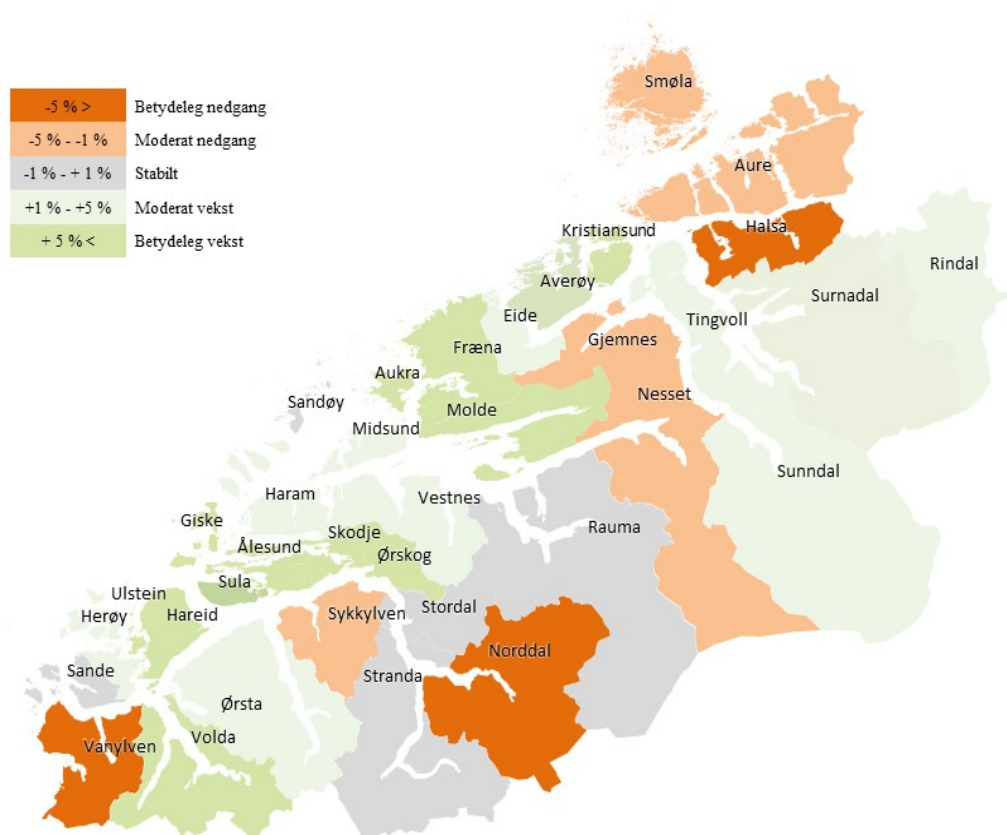 -5 % > Betydeleg nedgang
-5 % - -1 % Moderat nedgang
-1 % - + 1 % Stabilt
+1 % - +5 % Moderat vekst
+ 5 % < Betydeleg vekst
Smøla
Aure
Halsa
Kristiansund
Rindal
Averøy
Surnadal
Eide
Tingvoll
Gjemnes
Fræna
Aukra
Nesset
Sandøy
Molde
Midsund
Sunndal
Haram
Vestnes
Giske
Rauma
Skodje
Ålesund
Ørskog
Sula
Ulstein
Herøy
Hareid
Stordal
Sykkylven
Norddal
Sande
Stranda
Ørsta
Volda
Vanylven